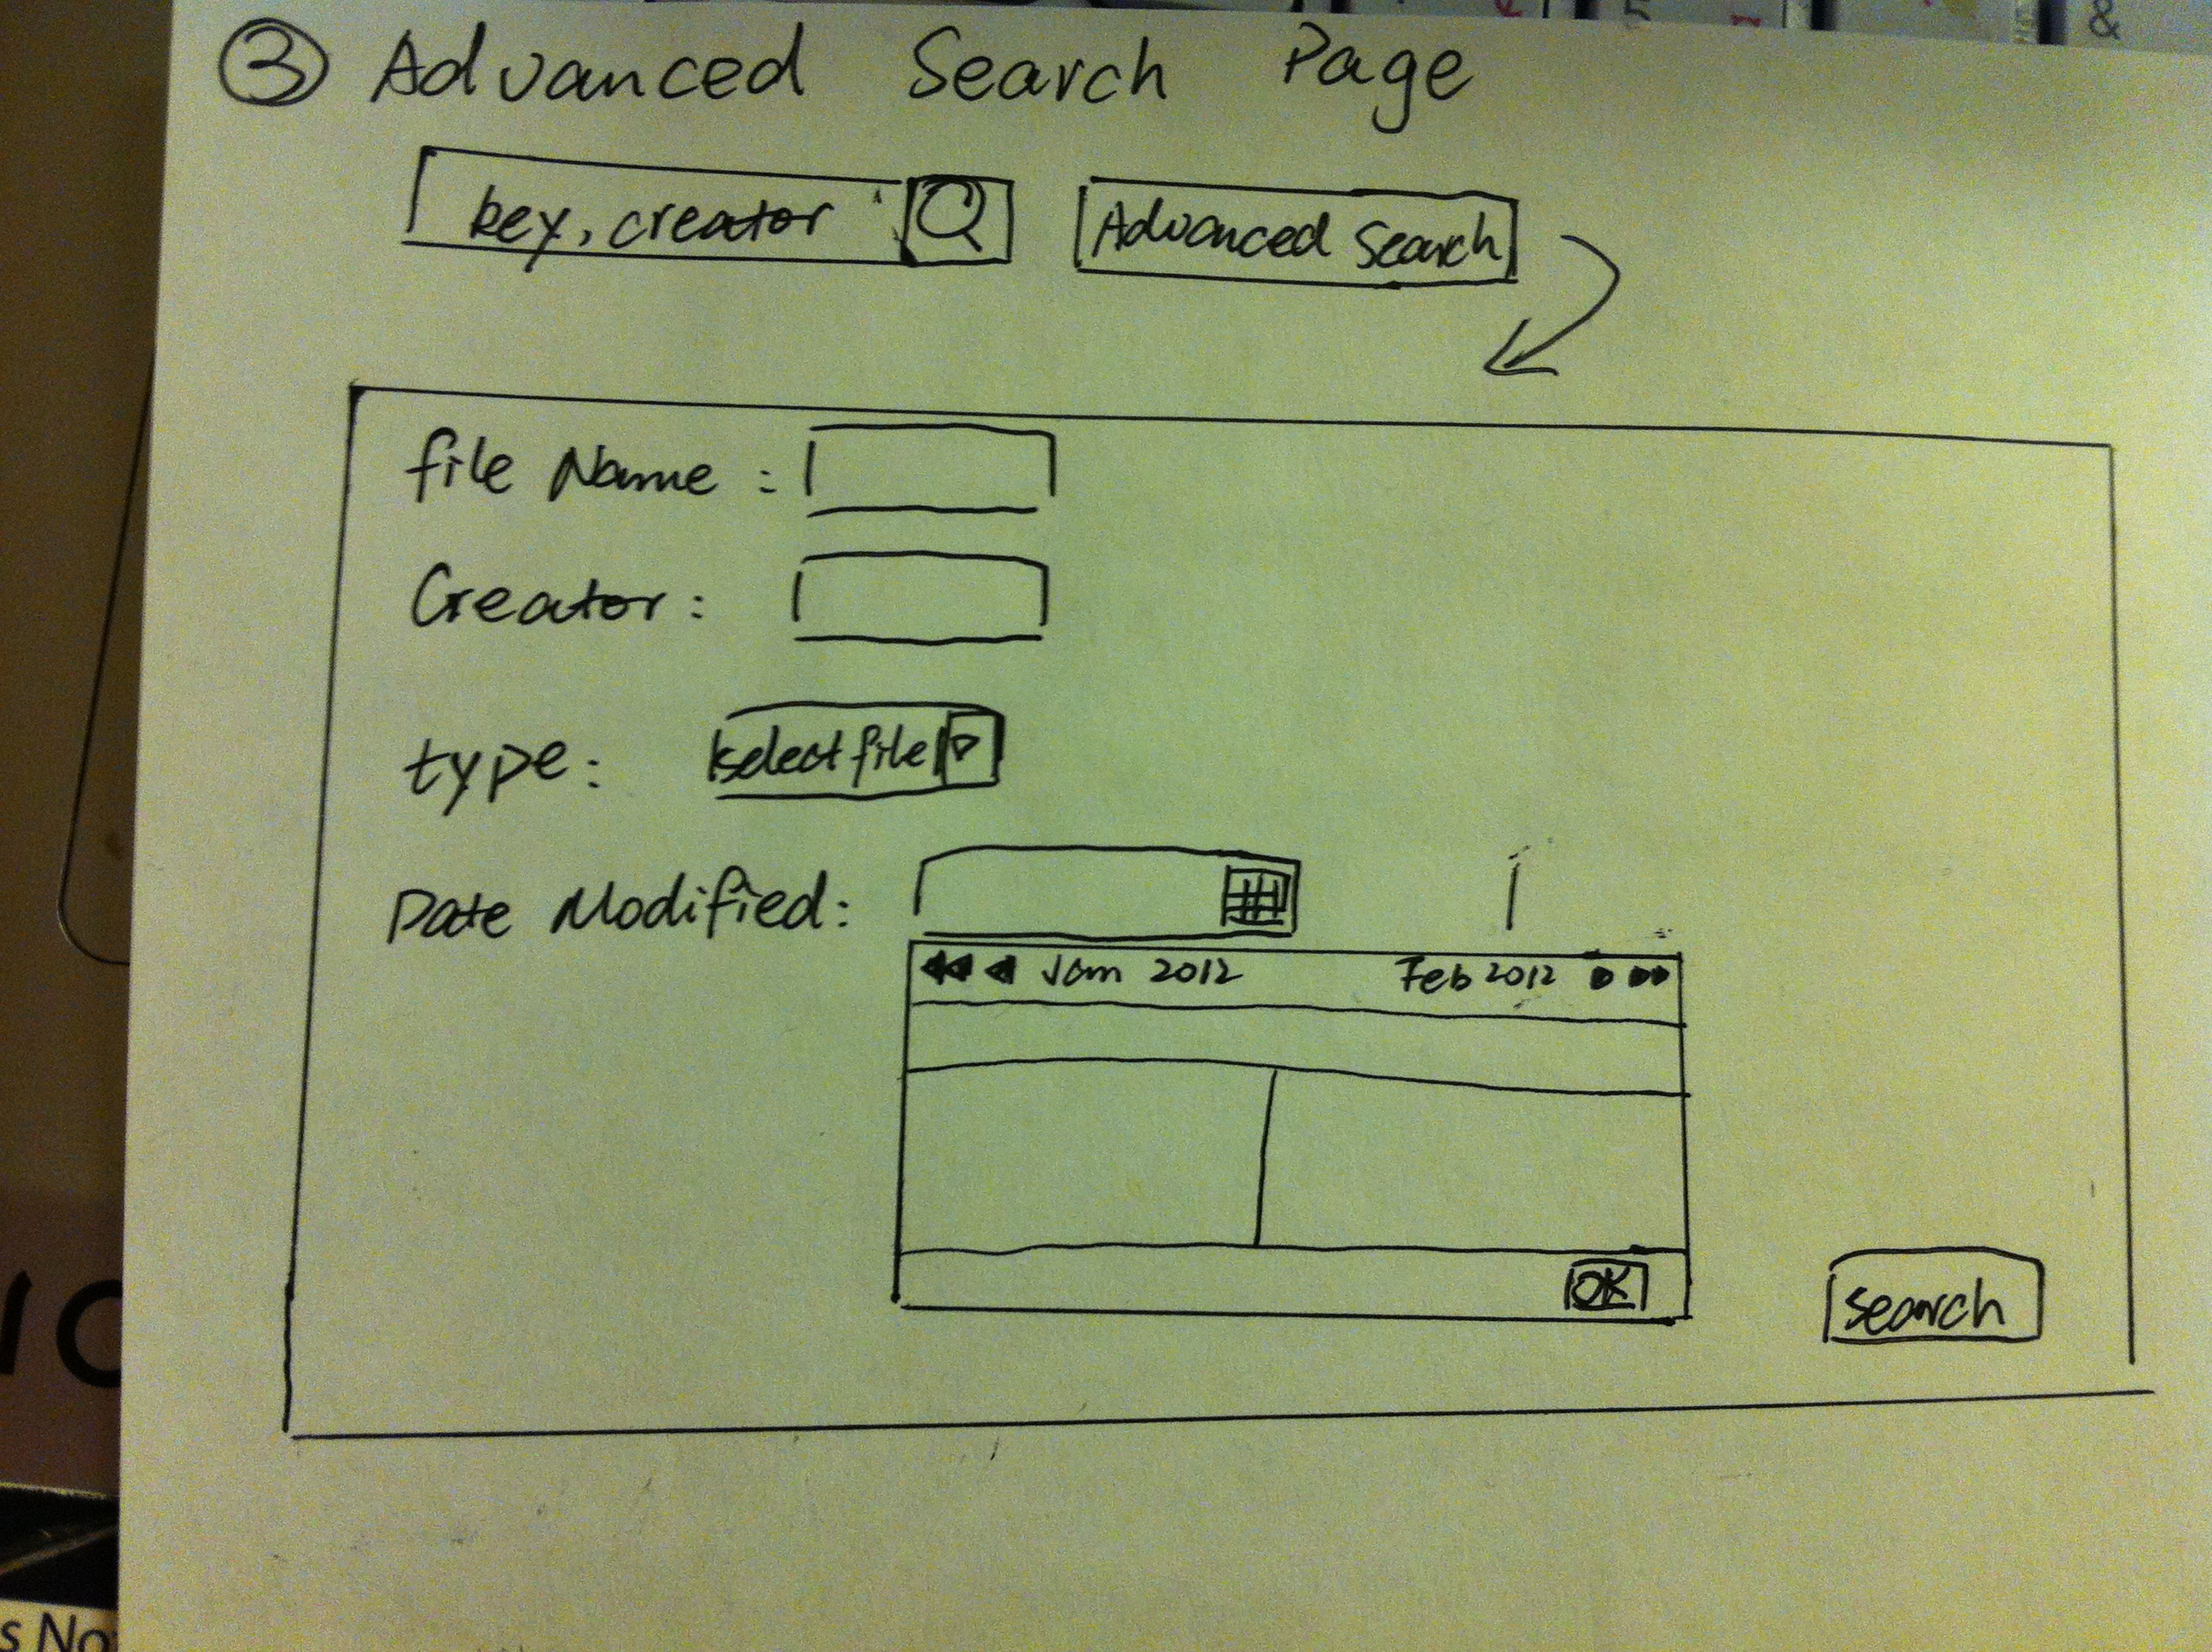 3 Advanced Search Page
key, creator Advanced Search
File Name:
Creator:
type: select file
Date Modified:
Jan 2012 Feb 2012
OK
search